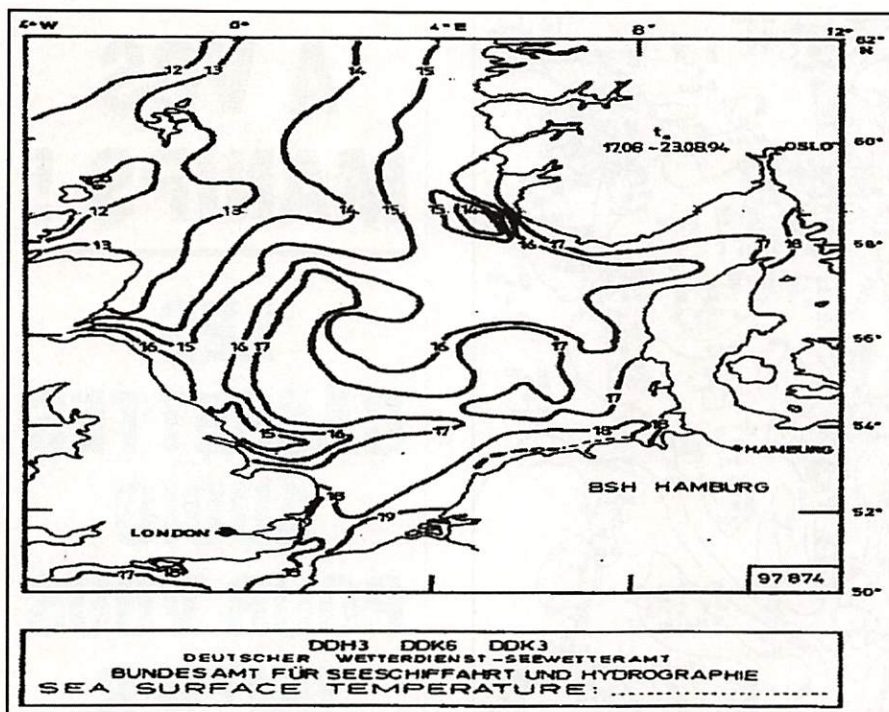 4°W 0° 4°E 8° 12°
62°
N
12 13 14 15
t
17.08 -23.08.94
60°
OSLO
12 13 14 15 15 14
13 16 17 17 18
58°
16 15 16 17 16 17
56°
17
15 16 17 18 18
54°
HAMBURG
BSH HAMBURG
18 19
52°
LONDON
17 18 18
97 874
50°
DDH3 DDK6 DDK3
DEUTSCHER WETTERDIENST-SEEWETTERAMT
BUNDESAMT FÜR SEESCHIFFAHRT UND HYDROGRAPHIE
SEA SURFACE TEMPERATURE: ........................